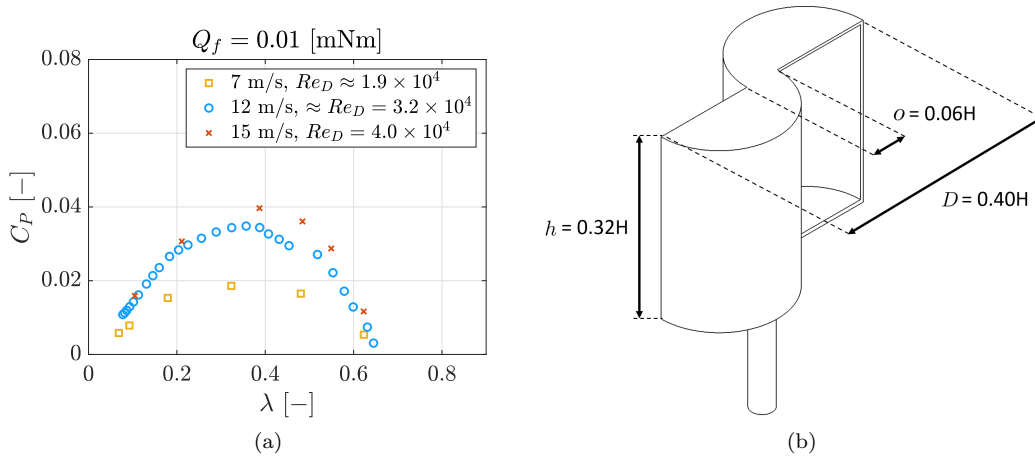 Q_f = 0.01 [mNm]
0.08
7 m/s, Re_D ≈ 1.9 × 10^4
12 m/s, ≈ Re_D = 3.2 × 10^4
15 m/s, Re_D = 4.0 × 10^4
0.06
0.04
0.02
0
C_P [−]
0 0.2 0.4 0.6 0.8
λ [−]
(a)
o = 0.06H
D = 0.40H
h = 0.32H
(b)